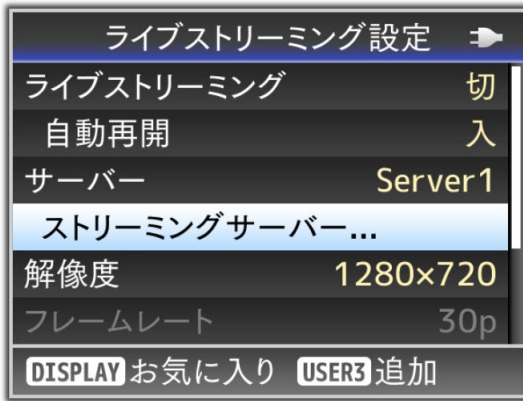 ライブストリーミング設定
ライブストリーミング 切
自動再開 入
サーバー Server1
ストリーミングサーバー...
解像度 1280×720
フレームレート 30p
DISPLAY お気に入り USER3 追加